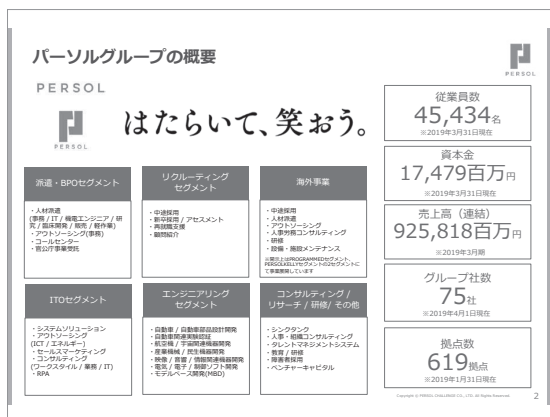 パーソルグループの概要
PERSOL
PERSOL
PERSOL
はたらいて、笑おう。
従業員数
45,434名
※2019年3月31日現在
資本金
17,479百万円
※2019年3月31日現在
売上高（連結）
925,818百万円
※2019年3月期
グループ社数
75社
※2019年4月1日現在
拠点数
619拠点
※2019年1月31日現在
派遣・BPOセグメント
・人材派遣
(事務 / IT / 機電エンジニア / 研
究 / 臨床開発 / 販売 / 軽作業)
・アウトソーシング(事務)
・コールセンター
・官公庁事業受託
リクルーティング
セグメント
・中途採用
・新卒採用 / アセスメント
・再就職支援
・顧問紹介
海外事業
・中途採用
・人材派遣
・アウトソーシング
・人事労務コンサルティング
・研修
・設備・施設メンテナンス
※開示上はPROGRAMMEDセグメント、
PERSOLKELLYセグメントの2セグメントに
て事業展開しています
ITOセグメント
・システムソリューション
・アウトソーシング
(ICT / エネルギー)
・セールスマーケティング
・コンサルティング
(ワークスタイル / 業務 / IT)
・RPA
エンジニアリング
セグメント
・自動車 / 自動車部品設計開発
・自動車関連実験認証
・航空機 / 宇宙関連機器開発
・産業機械 / 民生機器開発
・映像 / 音響 / 情報関連機器開発
・電気 / 電子 / 制御ソフト開発
・モデルベース開発(MBD)
コンサルティング /
リサーチ / 研修/ その他
・シンクタンク
・人事・組織コンサルティング
・タレントマネジメントシステム
・教育 / 研修
・障害者採用
・ベンチャーキャピタル
Copyright © PERSOL CHALLENGE CO., LTD. All Rights Reserved.
2